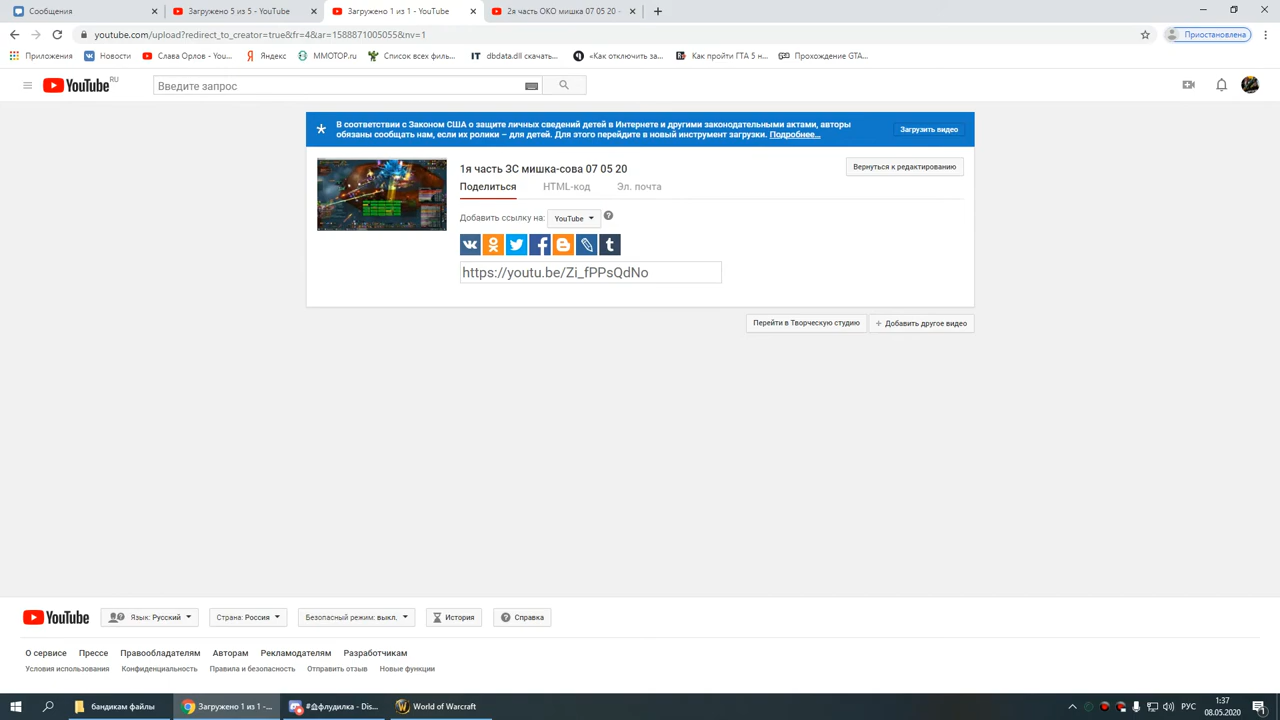 Сообщения
Загружено 5 из 5 - YouTube
Загружено 1 из 1 - YouTube
2я часть ОКО мишка 07 05 20 -
youtube.com/upload?redirect_to_creator=true&fr=4&ar=1588871005055&nv=1
Приостановлена
Приложения
Новости
Слава Орлов - You...
Яндекс
MMOTOP.ru
Список всех филь...
dbdata.dll скачать...
«Как отключить за...
Как пройти ГТА 5 н...
Прохождение GTA...
YouTube RU
Введите запрос
В соответствии с Законом США о защите личных сведений детей в Интернете и другими законодательными актами, авторы
обязаны сообщать нам, если их ролики – для детей. Для этого перейдите в новый инструмент загрузки. Подробнее...
Загрузить видео
1я часть ЗС мишка-сова 07 05 20
Вернуться к редактированию
Поделиться
HTML-код
Эл. почта
Добавить ссылку на:
YouTube
https://youtu.be/Zi_fPPsQdNo
Перейти в Творческую студию
+ Добавить другое видео
YouTube
Язык: Русский
Страна: Россия
Безопасный режим: выкл.
История
Справка
О сервисе
Прессе
Правообладателям
Авторам
Рекламодателям
Разработчикам
Условия использования
Конфиденциальность
Правила и безопасность
Отправить отзыв
Новые функции
бандикам файлы
Загружено 1 из 1 -...
флудилка - Dis...
World of Warcraft
РУС
1:37
08.05.2020